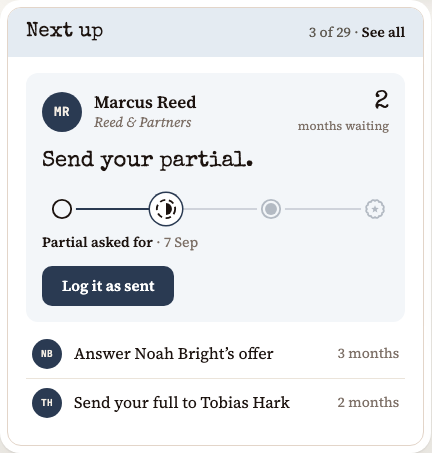 Next up
3 of 29 · See all
MR
Marcus Reed
Reed & Partners
2
months waiting
Send your partial.
Partial asked for · 7 Sep
Log it as sent
NB
Answer Noah Bright’s offer
3 months
TH
Send your full to Tobias Hark
2 months